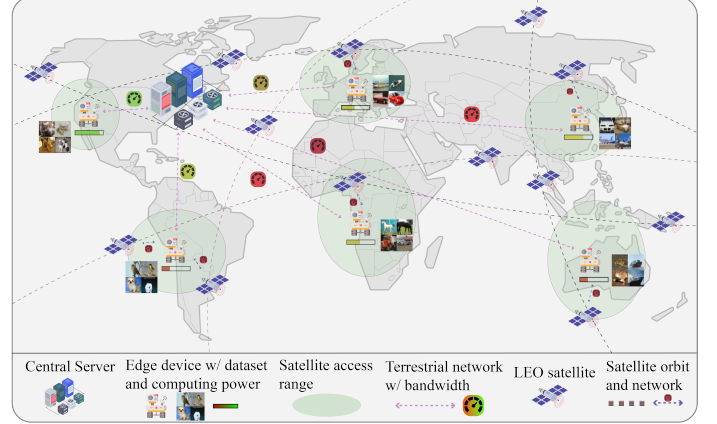 Central Server
Edge device w/ dataset
and computing power
Satellite access
range
Terrestrial network
w/ bandwidth
LEO satellite
Satellite orbit
and network